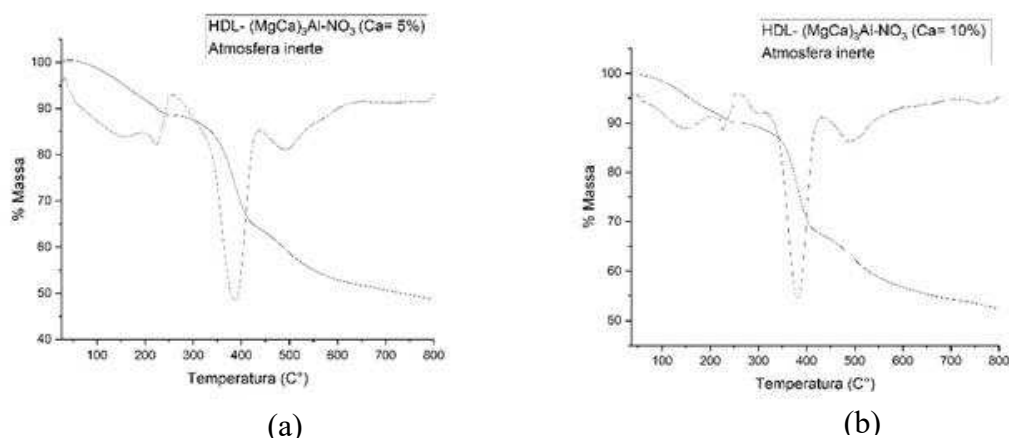 HDL- (MgCa)₃Al-NO₃ (Ca= 5%)
Atmosfera inerte
100
90
80
70
60
50
40
% Massa
100 200 300 400 500 600 700 800
Temperatura (C°)
(a)
HDL- (MgCa)₃Al-NO₃ (Ca= 10%)
Atmosfera inerte
100
90
80
70
60
50
% Massa
100 200 300 400 500 600 700 800
Temperatura (C°)
(b)